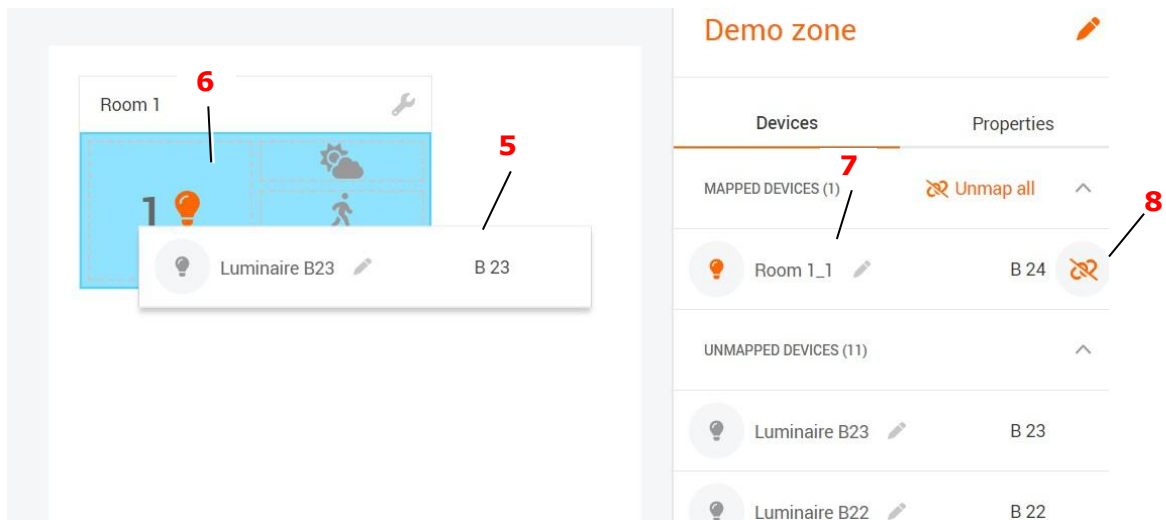 Demo zone
6
Room 1
5
Devices
Properties
7
MAPPED DEVICES (1)
Unmap all
8
1
Luminaire B23
B 23
Room 1_1
B 24
UNMAPPED DEVICES (11)
Luminaire B23
B 23
Luminaire B22
B 22